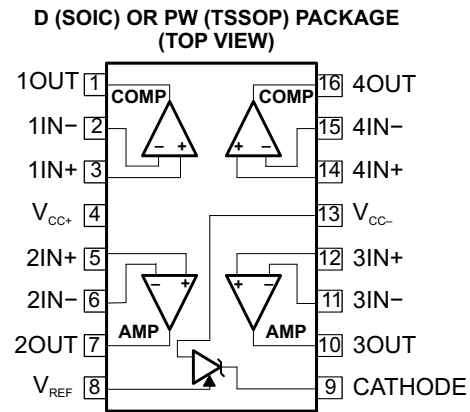 D (SOIC) OR PW (TSSOP) PACKAGE
(TOP VIEW)
1OUT 1 COMP COMP 16 4OUT
1IN− 2 15 4IN−
1IN+ 3 − + + − 14 4IN+
VCC+ 4 13 VCC−
2IN+ 5 − + + − 12 3IN+
2IN− 6 11 3IN−
2OUT 7 AMP AMP 10 3OUT
VREF 8 9 CATHODE